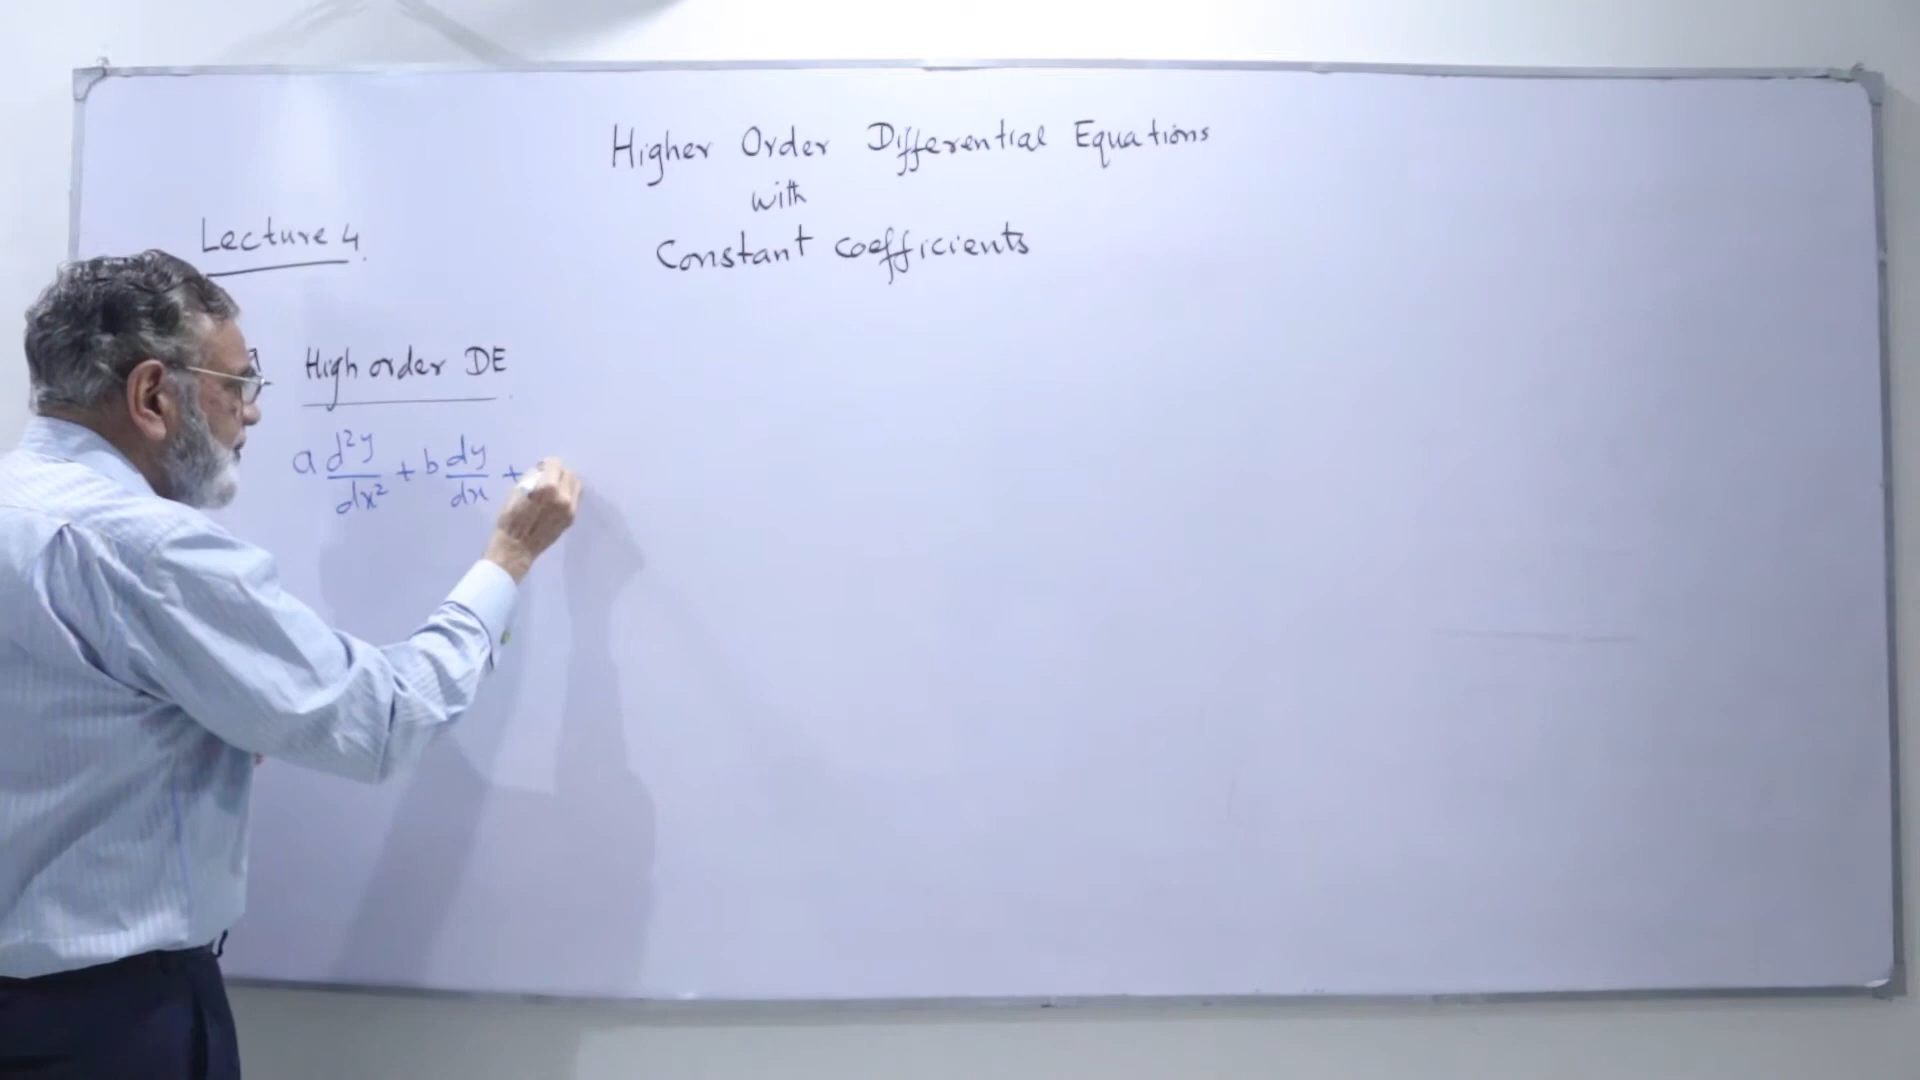 Higher Order Differential Equations
with
Constant coefficients
Lecture 4.
High order DE
a d²y/dx² + b dy/dx +